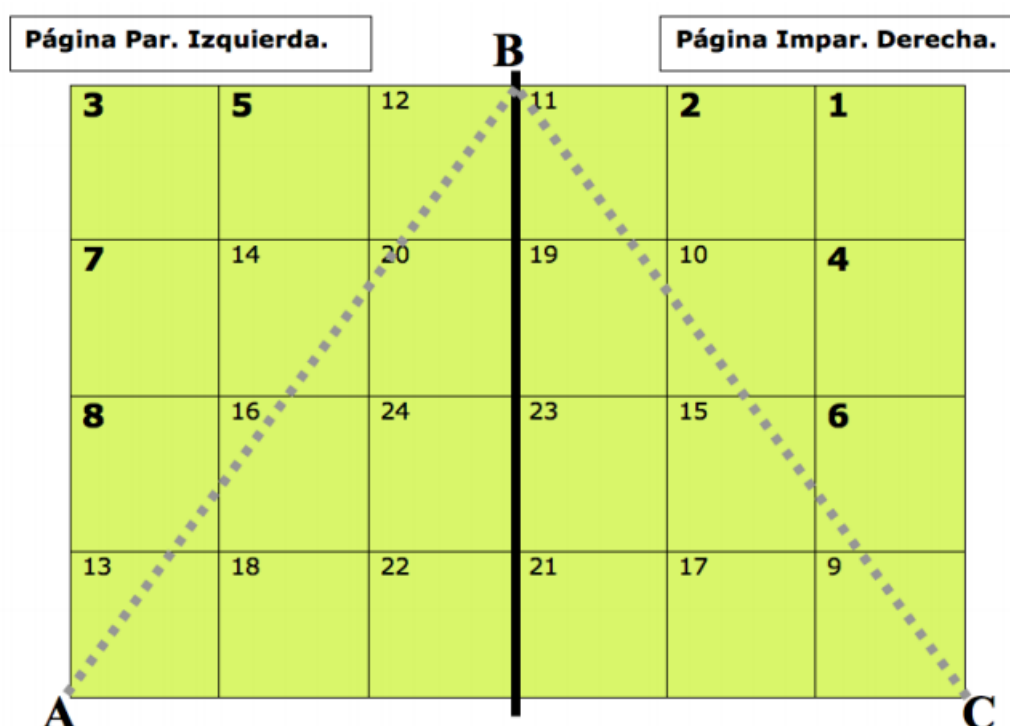 Página Par. Izquierda.
B
Página Impar. Derecha.
3 5 12 11 2 1
7 14 20 19 10 4
8 16 24 23 15 6
13 18 22 21 17 9
A C